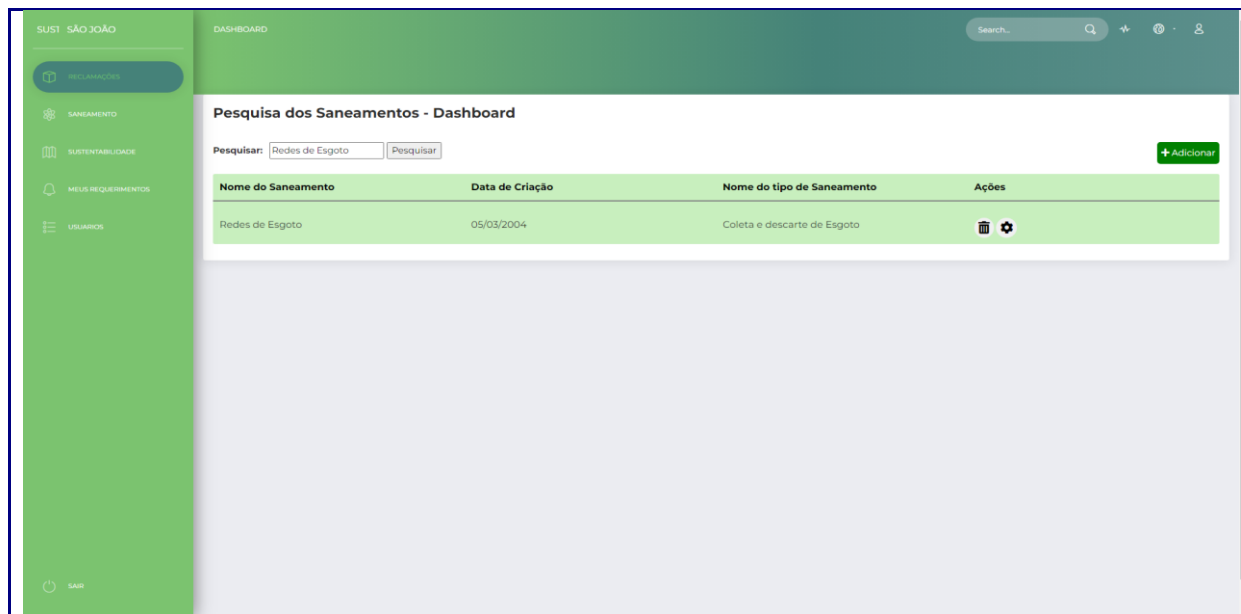 SUS1 SÃO JOÃO
DASHBOARD
Search...
RECLAMAÇÕES
SANEAMENTO
SUSTENTABILIDADE
MEUS REQUERIMENTOS
USUARIOS
SAIR
Pesquisa dos Saneamentos - Dashboard
Pesquisar: Redes de Esgoto Pesquisar
+ Adicionar
Nome do Saneamento Data de Criação Nome do tipo de Saneamento Ações
Redes de Esgoto 05/03/2004 Coleta e descarte de Esgoto